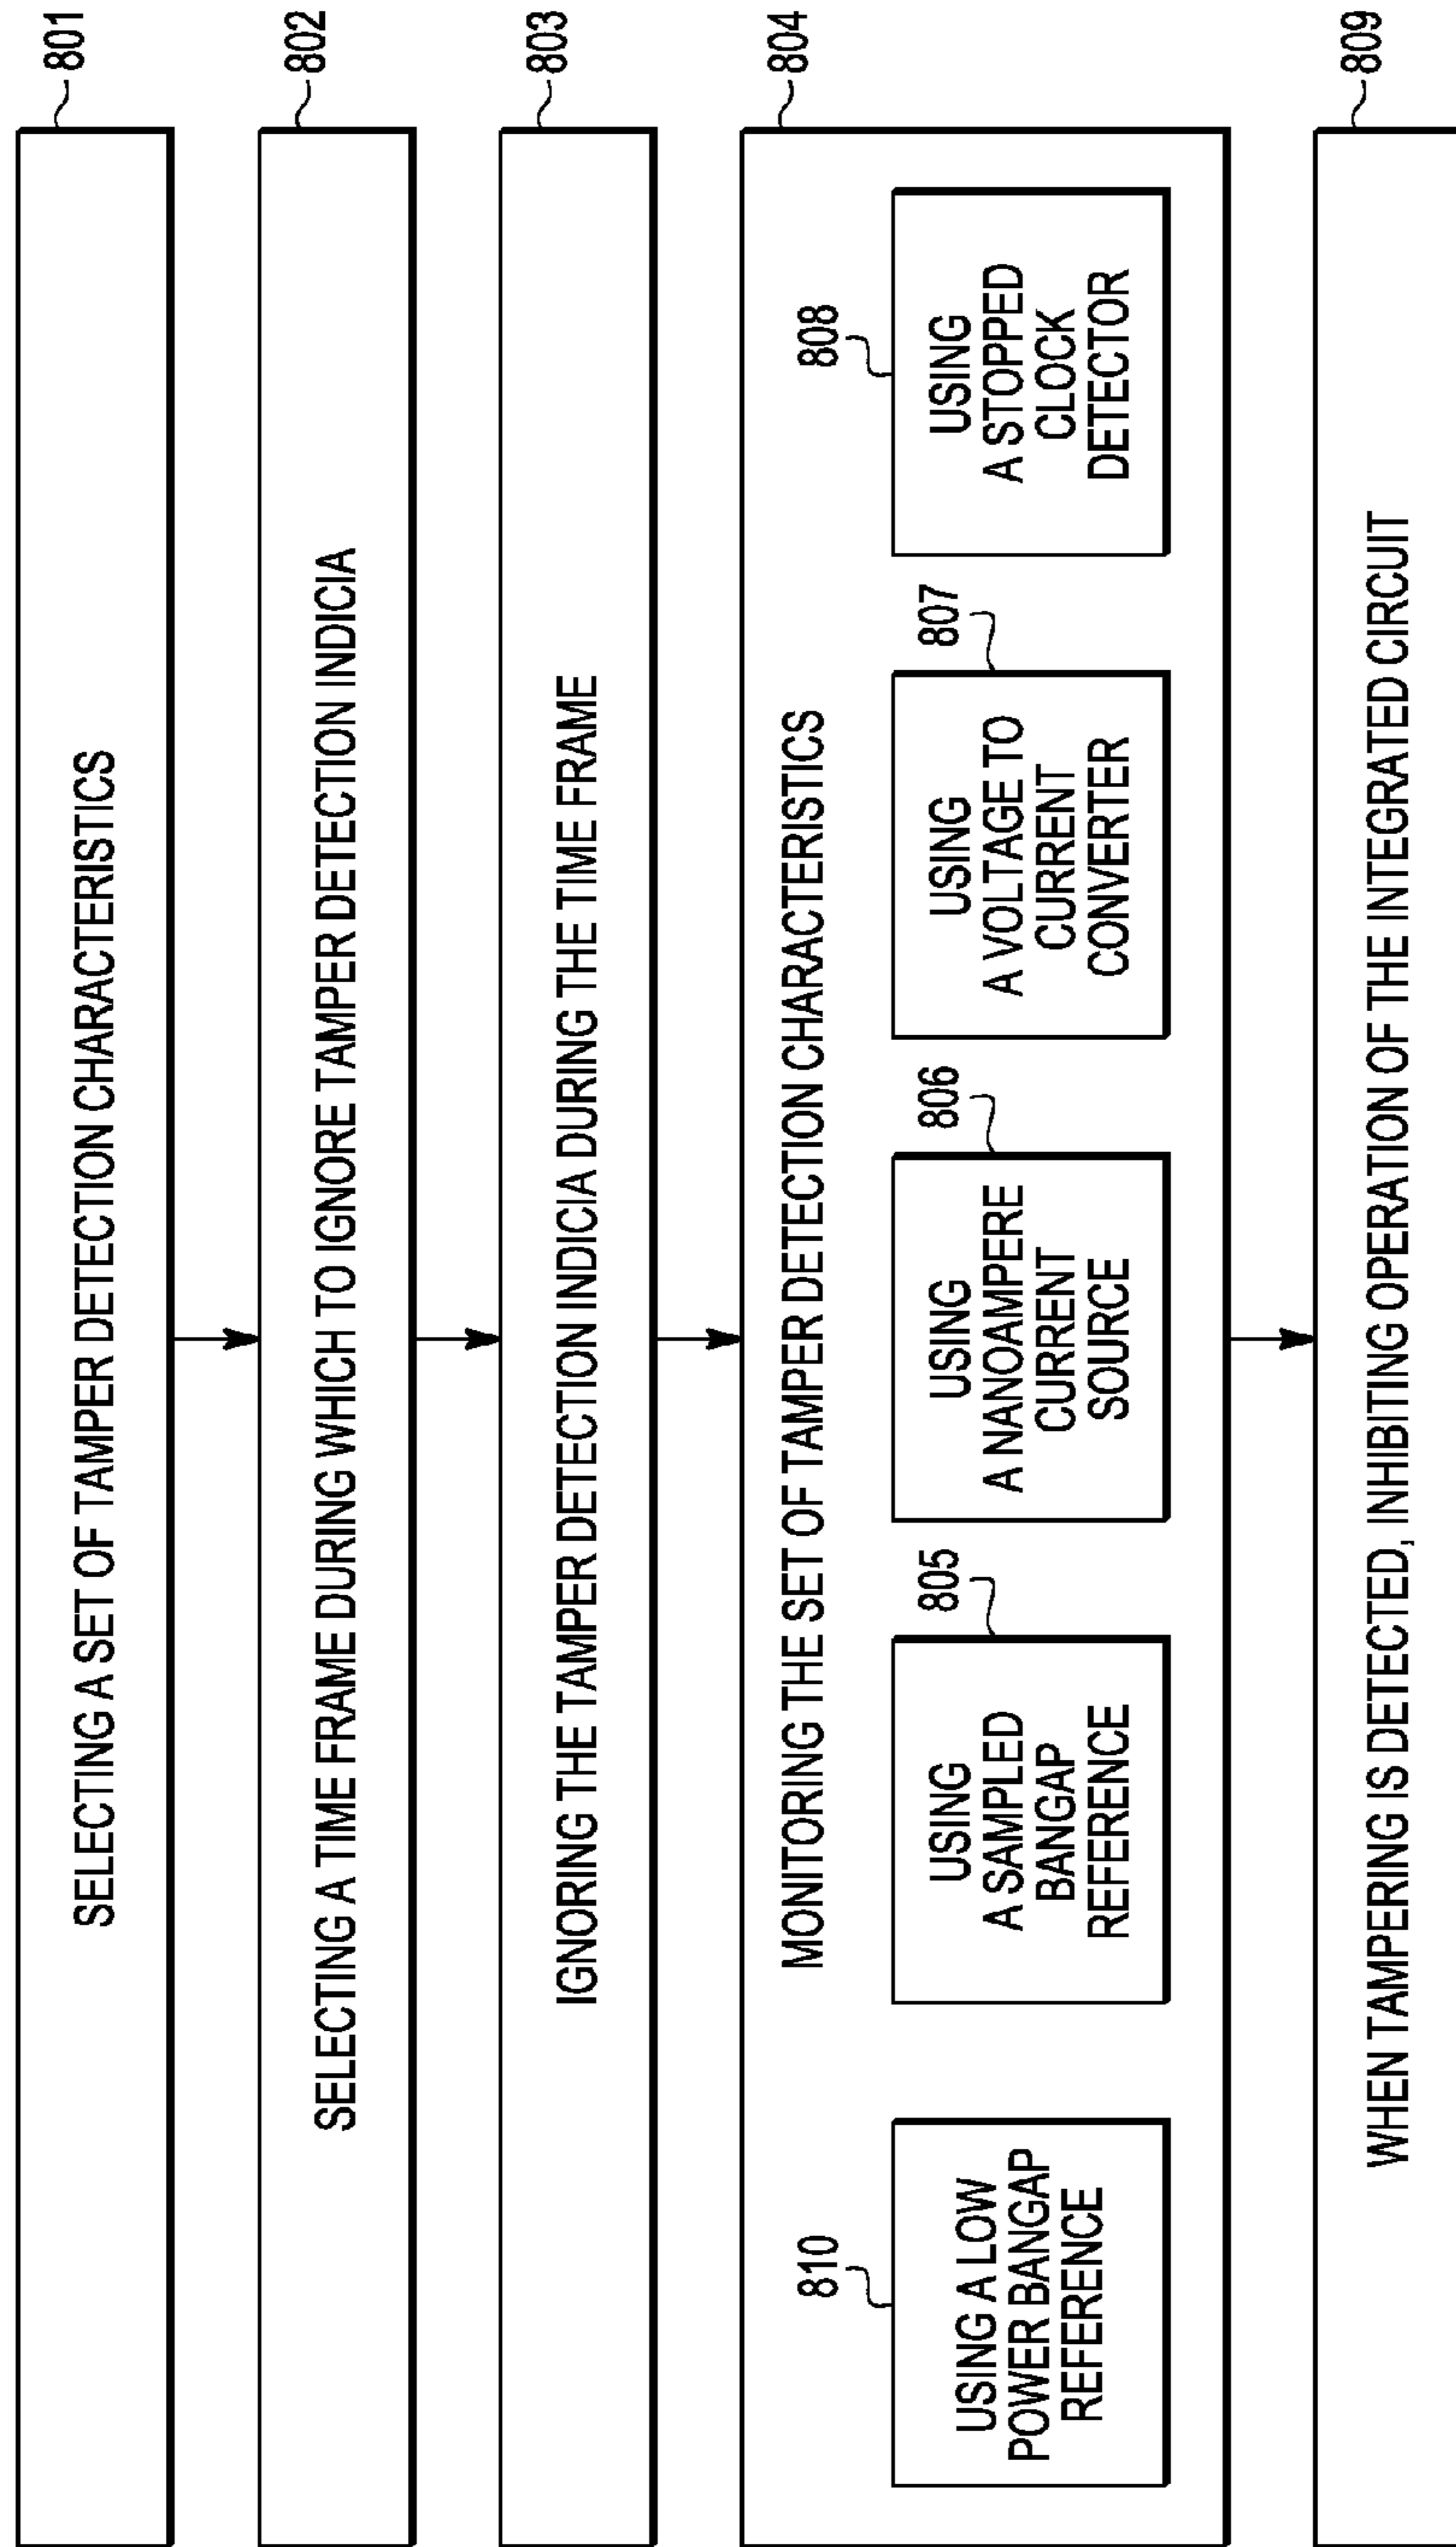 SELECTING A SET OF TAMPER DETECTION CHARACTERISTICS
801
SELECTING A TIME FRAME DURING WHICH TO IGNORE TAMPER DETECTION INDICIA
802
IGNORING THE TAMPER DETECTION INDICIA DURING THE TIME FRAME
803
MONITORING THE SET OF TAMPER DETECTION CHARACTERISTICS
804
810
USING A LOW
POWER BANGAP
REFERENCE
805
USING
A SAMPLED
BANGAP
REFERENCE
806
USING
A NANOAMPERE
CURRENT
SOURCE
807
USING
A VOLTAGE TO
CURRENT
CONVERTER
808
USING
A STOPPED
CLOCK
DETECTOR
WHEN TAMPERING IS DETECTED, INHIBITING OPERATION OF THE INTEGRATED CIRCUIT
809